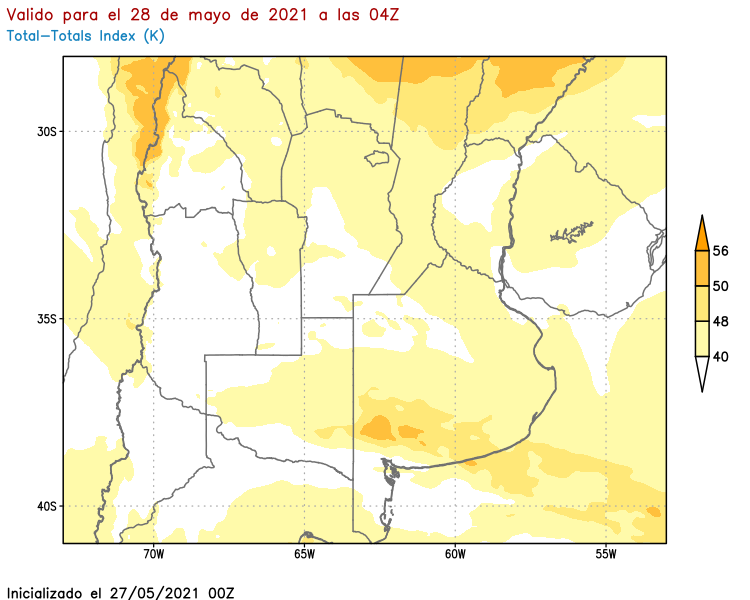 Valido para el 28 de mayo de 2021 a las 04Z
Total-Totals Index (K)
30S
35S
40S
70W
65W
60W
55W
56
50
48
40
Inicializado el 27/05/2021 00Z